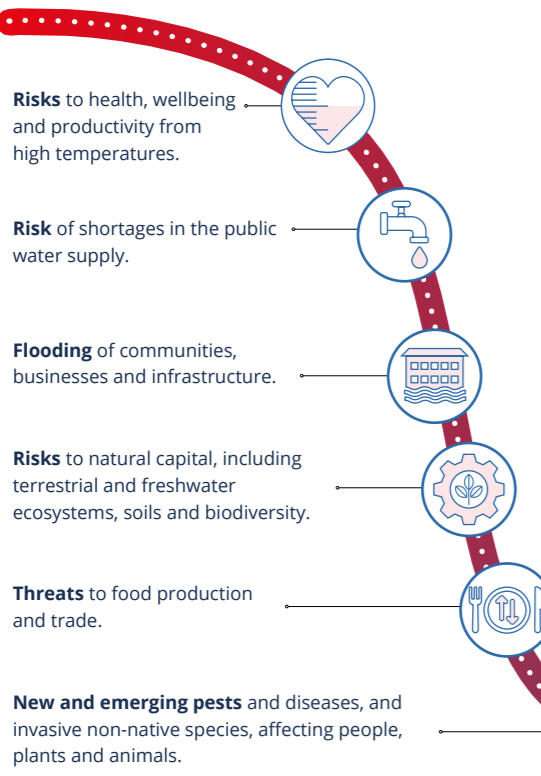 Risks to health, wellbeing
and productivity from
high temperatures.
Risk of shortages in the public
water supply.
Flooding of communities,
businesses and infrastructure.
Risks to natural capital, including
terrestrial and freshwater
ecosystems, soils and biodiversity.
Threats to food production
and trade.
New and emerging pests and diseases, and
invasive non-native species, affecting people,
plants and animals.